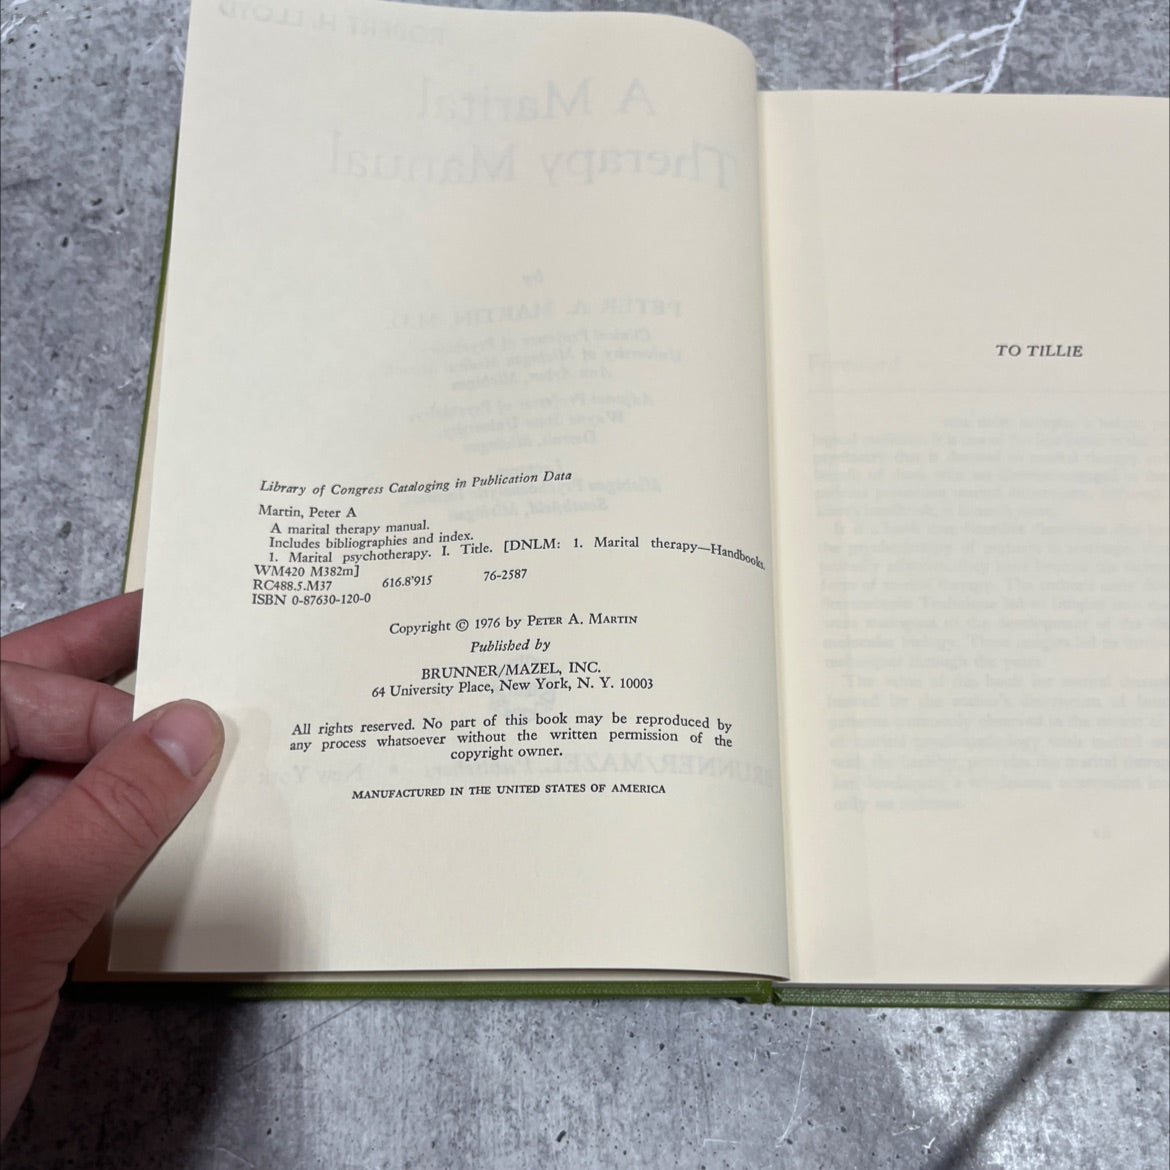 Library of Congress Cataloging in Publication Data
Martin, Peter A
A marital therapy manual.
Includes bibliographies and index.
1. Marital psychotherapy. I. Title. [DNLM: 1. Marital therapy—Handbooks.
WM420 M382m]
RC488.5.M37 616.8'915 76-2587
ISBN 0-87630-120-0
Copyright © 1976 by PETER A. MARTIN
Published by
BRUNNER/MAZEL, INC.
64 University Place, New York, N. Y. 10003
All rights reserved. No part of this book may be reproduced by
any process whatsoever without the written permission of the
copyright owner.
MANUFACTURED IN THE UNITED STATES OF AMERICA
TO TILLIE